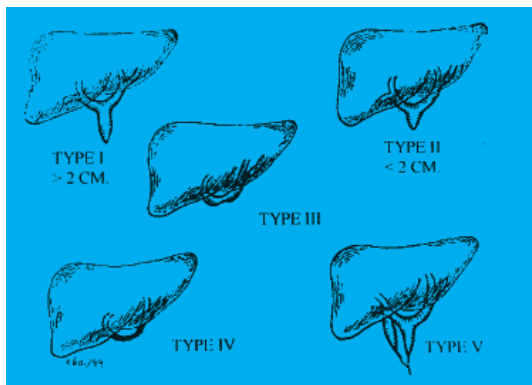 TYPE I
> 2 CM.
TYPE II
< 2 CM.
TYPE III
TYPE IV
TYPE V